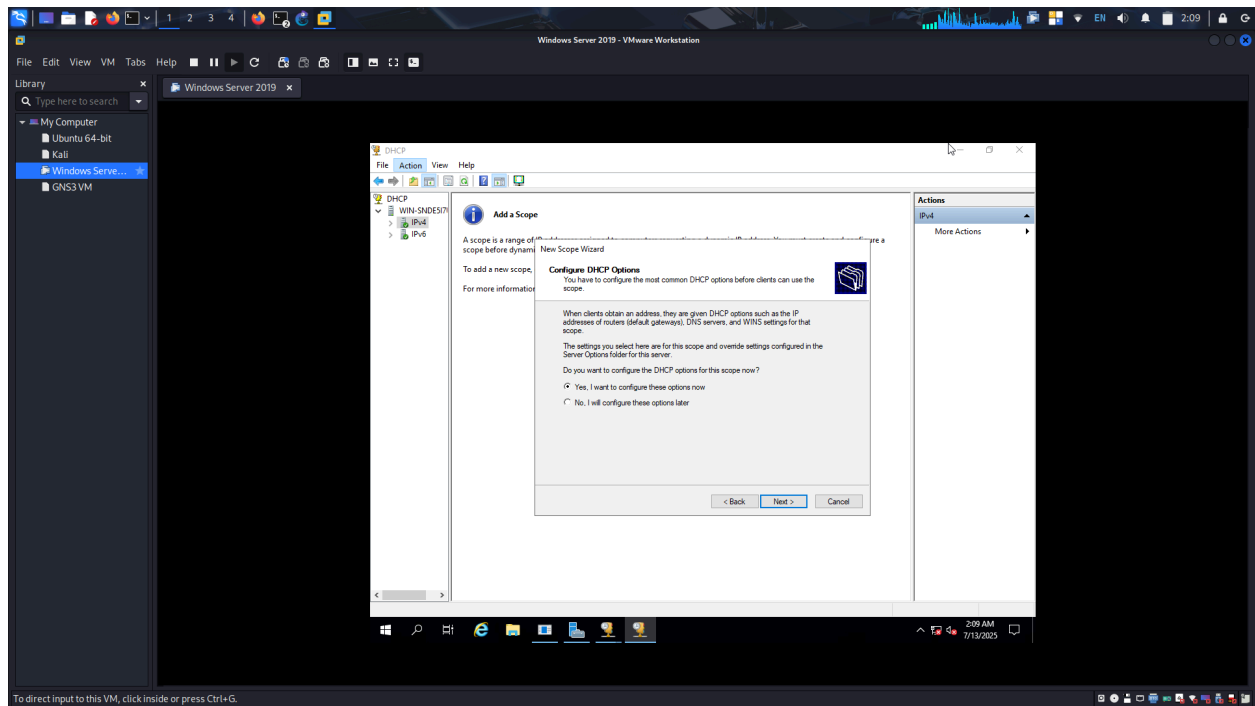 1 2 3 4
EN
2:09
Windows Server 2019 - VMware Workstation
File Edit View VM Tabs Help
Library
Type here to search
My Computer
Ubuntu 64-bit
Kali
Windows Serve...
GNS3 VM
Windows Server 2019
DHCP
File Action View Help
DHCP
WIN-SNDE5I7
IPv4
IPv6
Add a Scope
A scope is a range of
scope before dynami
To add a new scope,
For more information
New Scope Wizard
Configure DHCP Options
You have to configure the most common DHCP options before clients can use the
scope.
When clients obtain an address, they are given DHCP options such as the IP
addresses of routers (default gateways), DNS servers, and WINS settings for that
scope.
The settings you select here are for this scope and override settings configured in the
Server Options folder for this server.
Do you want to configure the DHCP options for this scope now?
Yes, I want to configure these options now
No, I will configure these options later
< Back Next > Cancel
Actions
IPv4
More Actions
2:09 AM
7/13/2025
To direct input to this VM, click inside or press Ctrl+G.